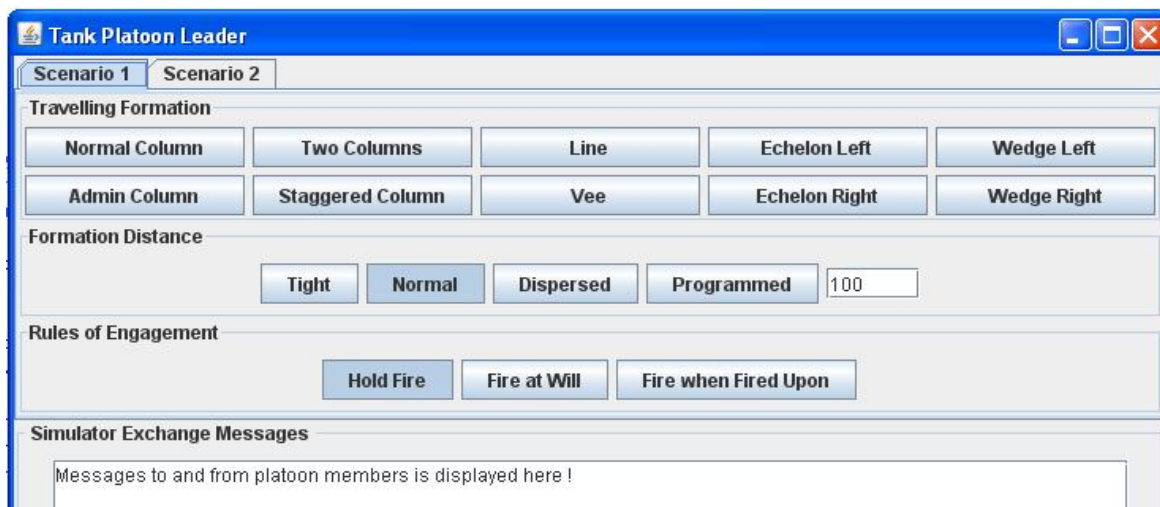 Tank Platoon Leader
Scenario 1 Scenario 2
Travelling Formation
Normal Column Two Columns Line Echelon Left Wedge Left
Admin Column Staggered Column Vee Echelon Right Wedge Right
Formation Distance
Tight Normal Dispersed Programmed 100
Rules of Engagement
Hold Fire Fire at Will Fire when Fired Upon
Simulator Exchange Messages
Messages to and from platoon members is displayed here !